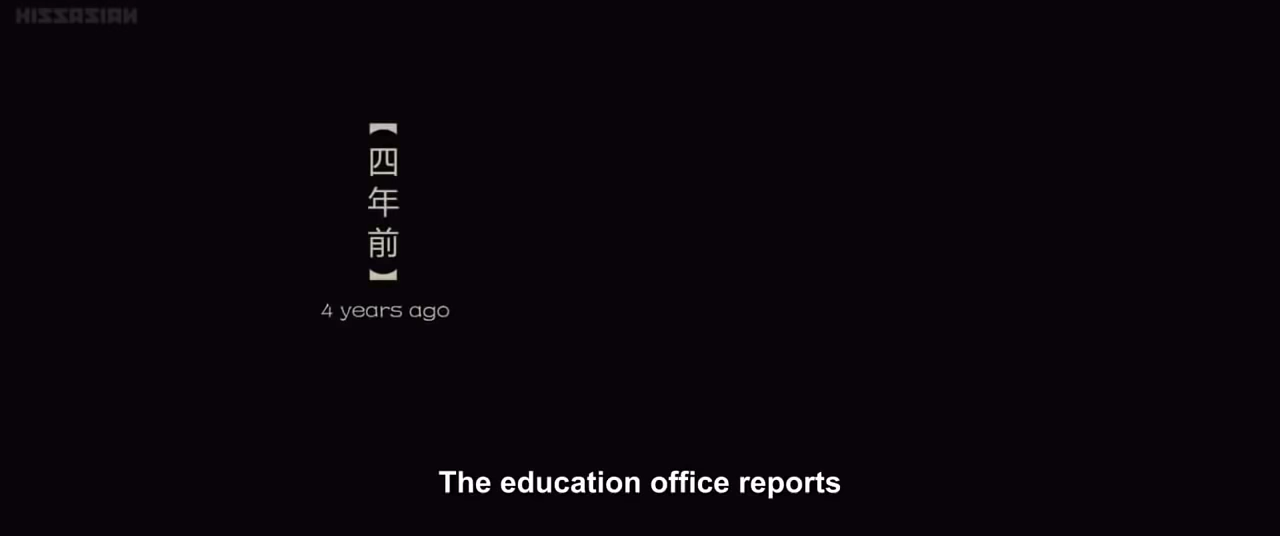 KISSASIAN
【四年前】
4 years ago
The education office reports